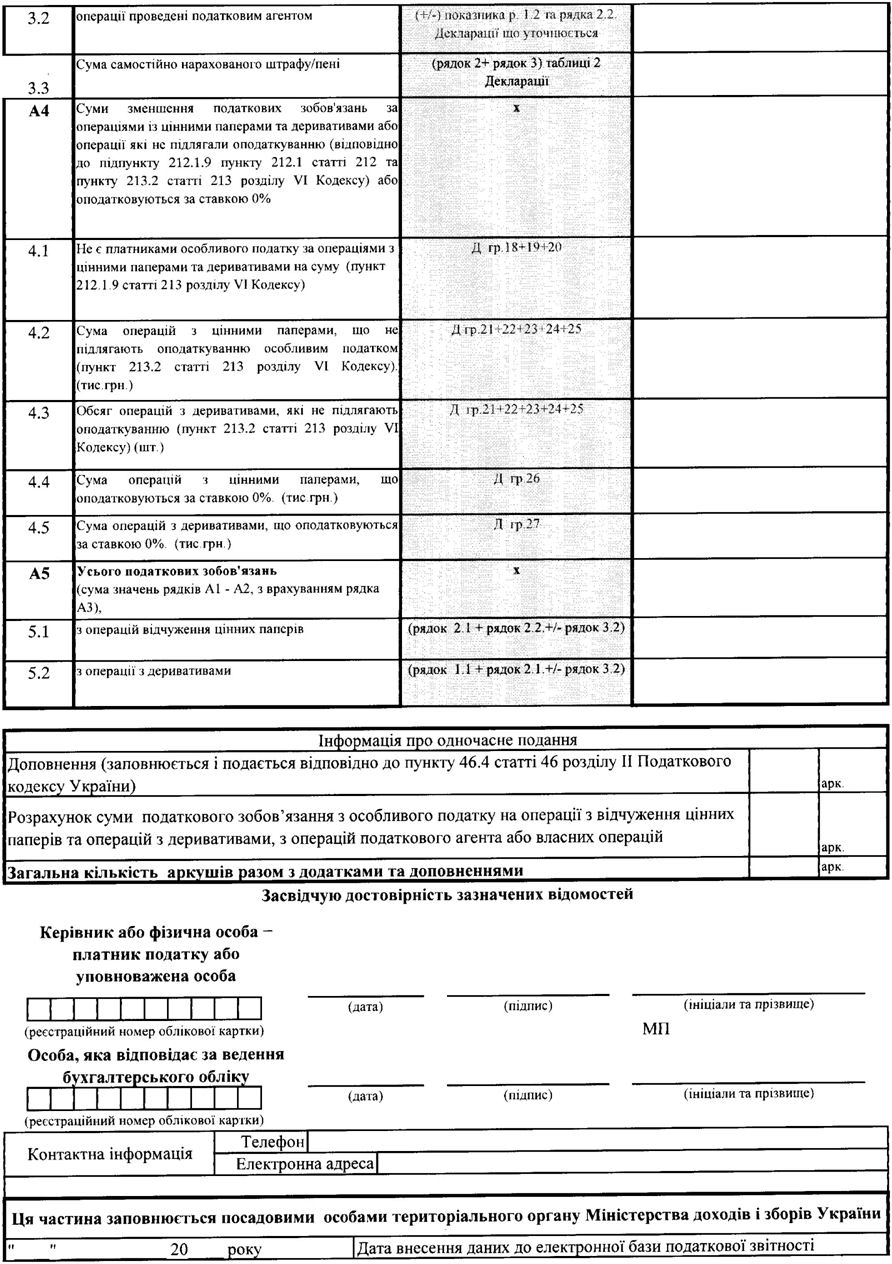 3.2 операції проведені податковим агентом (+/-) показника р. 1.2 та рядка 2.2.
Декларації що уточнюється
3.3 Сума самостійно нарахованого штрафу/пені (рядок 2+ рядок 3) таблиці 2
Декларації
А4 Суми зменшення податкових зобов'язань за х
операціями із цінними паперами та деривативами або
операції які не підлягали оподаткуванню (відповідно
до підпункту 212.1.9 пункту 212.1 статті 212 та
пункту 213.2 статті 213 розділу VI Кодексу) або
оподатковуються за ставкою 0%
4.1 Не є платниками особливого податку за операціями з Д гр.18+19+20
цінними паперами та деривативами на суму (пункт
212.1.9 статті 213 розділу VI Кодексу)
4.2 Сума операцій з цінними паперами, що не Д гр.21+22+23+24+25
підлягають оподаткуванню особливим податком
(пункт 213.2 статті 213 розділу VI Кодексу).
(тис.грн.)
4.3 Обсяг операцій з деривативами, які не підлягають Д гр.21+22+23+24+25
оподаткуванню (пункт 213.2 статті 213 розділу VI
Кодексу) (шт.)
4.4 Сума операцій з цінними паперами, що Д гр.26
оподатковуються за ставкою 0%. (тис.грн.)
4.5 Сума операцій з деривативами, що оподатковуються Д гр.27
за ставкою 0%. (тис.грн.)
А5 Усього податкових зобов'язань х
(сума значень рядків А1 - А2, з врахуванням рядка
А3),
5.1 з операцій відчуження цінних паперів (рядок 2.1 + рядок 2.2.+/- рядок 3.2)
5.2 з операції з деривативами (рядок 1.1 + рядок 2.1.+/- рядок 3.2)
Інформація про одночасне подання
Доповнення (заповнюється і подається відповідно до пункту 46.4 статті 46 розділу II Податкового
кодексу України) арк.
Розрахунок суми податкового зобов’язання з особливого податку на операції з відчуження цінних
паперів та операцій з деривативами, з операцій податкового агента або власних операцій арк.
Загальна кількість аркушів разом з додатками та доповненнями арк.
Засвідчую достовірність зазначених відомостей
Керівник або фізична особа −
платник податку або
уповноважена особа
(дата) (підпис) (ініціали та прізвище)
(реєстраційний номер облікової картки) МП
Особа, яка відповідає за ведення
бухгалтерського обліку
(дата) (підпис) (ініціали та прізвище)
(реєстраційний номер облікової картки)
Контактна інформація Телефон
Електронна адреса
Ця частина заповнюється посадовими особами територіального органу Міністерства доходів і зборів України
" " 20 року Дата внесення даних до електронної бази податкової звітності